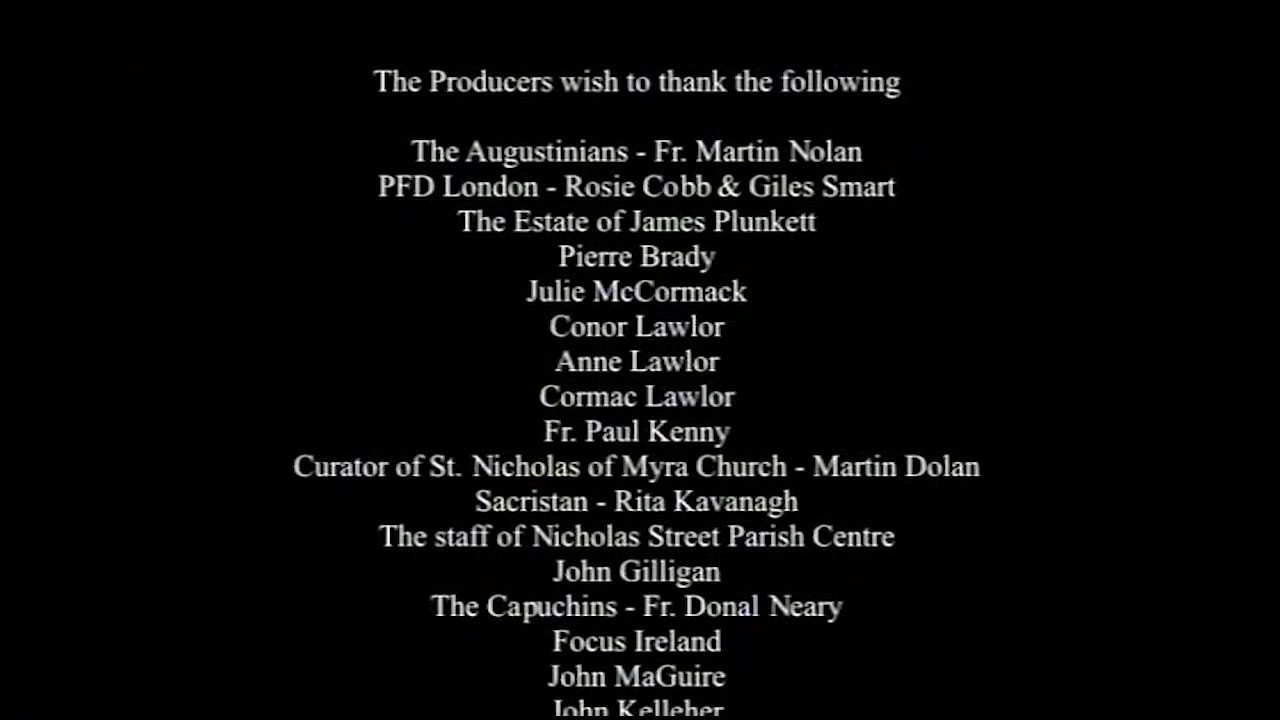 The Producers wish to thank the following
The Augustinians - Fr. Martin Nolan
PFD London - Rosie Cobb & Giles Smart
The Estate of James Plunkett
Pierre Brady
Julie McCormack
Conor Lawlor
Anne Lawlor
Cormac Lawlor
Fr. Paul Kenny
Curator of St. Nicholas of Myra Church - Martin Dolan
Sacristan - Rita Kavanagh
The staff of Nicholas Street Parish Centre
John Gilligan
The Capuchins - Fr. Donal Neary
Focus Ireland
John MaGuire
John Kelleher